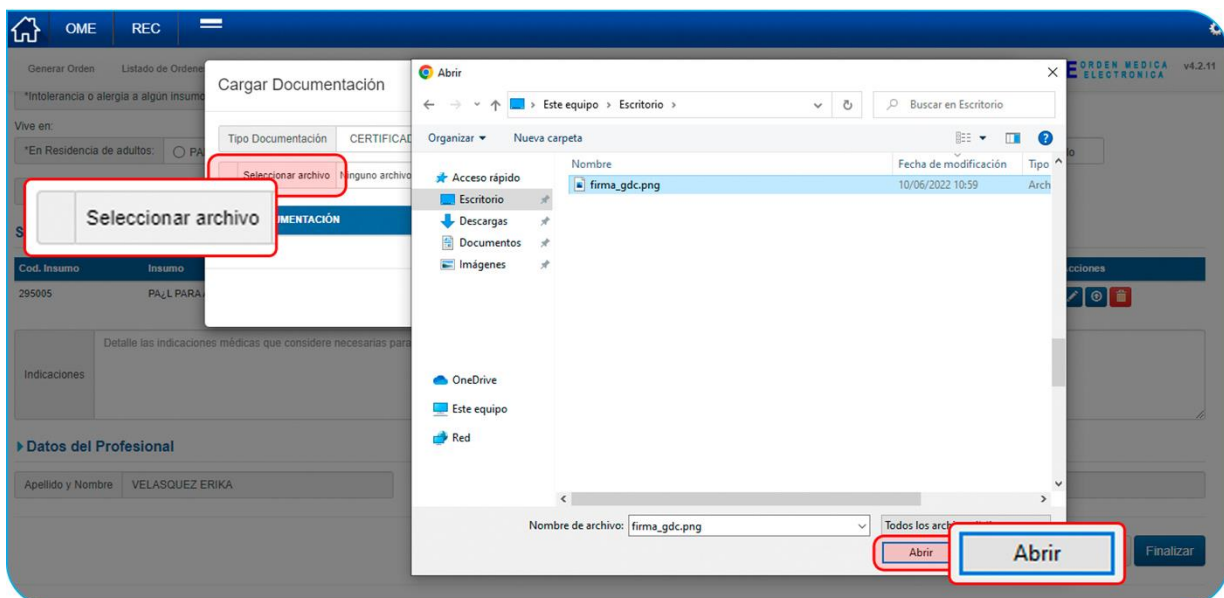 OME REC
Generar Orden Listado de Ordene
ORDEN MEDICA v4.2.11
ELECTRONICA
*Intolerancia o alergia a algún insumo
Vive en:
*En Residencia de adultos:
Cargar Documentación
Tipo Documentación CERTIFICAD
Seleccionar archivo Ninguno archivo
Seleccionar archivo
UMENTACIÓN
Cod. Insumo Insumo Acciones
295005 PA¿L PARA
Detalle las indicaciones médicas que considere necesarias para
Indicaciones
Datos del Profesional
Apellido y Nombre VELASQUEZ ERIKA
Finalizar
Abrir
Este equipo > Escritorio >
Buscar en Escritorio
Organizar Nueva carpeta
Nombre Fecha de modificación Tipo
firma_gdc.png 10/06/2022 10:59 Arch
Acceso rápido
Escritorio
Descargas
Documentos
Imágenes
OneDrive
Este equipo
Red
Nombre de archivo: firma_gdc.png
Todos los arch
Abrir
Abrir